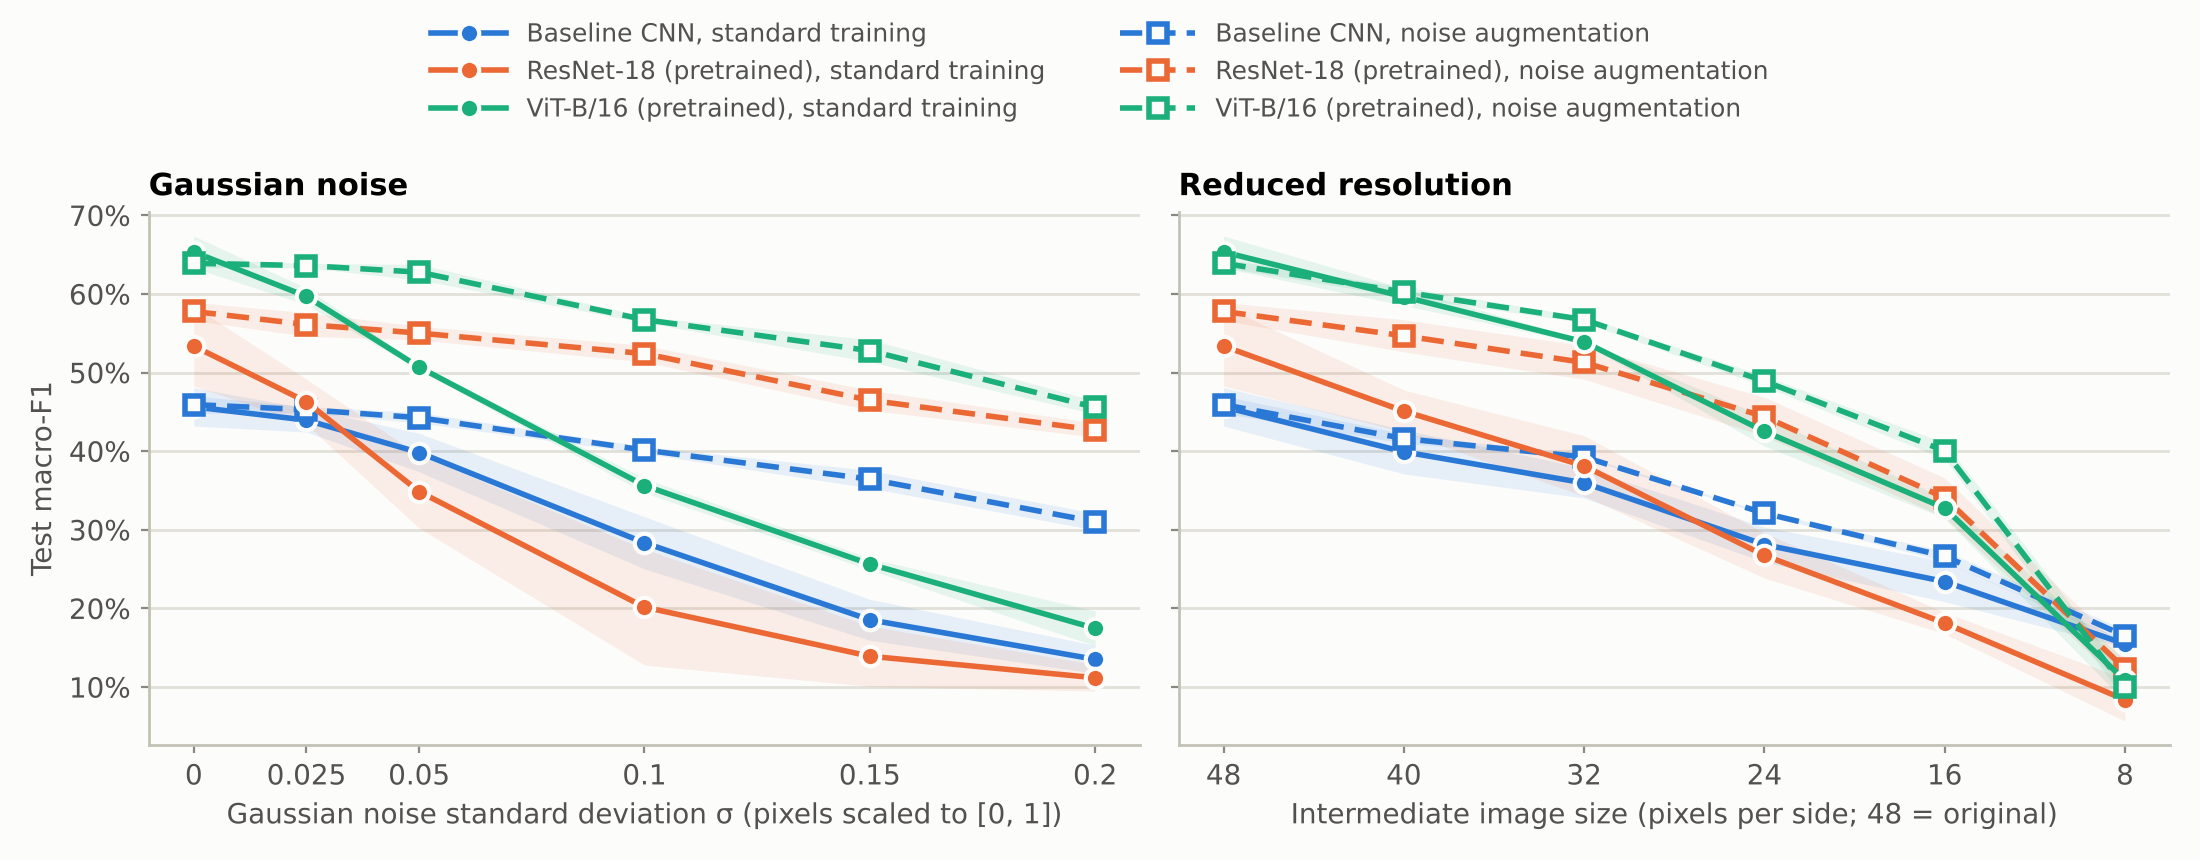 Baseline CNN, standard training
ResNet-18 (pretrained), standard training
ViT-B/16 (pretrained), standard training
Baseline CNN, noise augmentation
ResNet-18 (pretrained), noise augmentation
ViT-B/16 (pretrained), noise augmentation
Gaussian noise
Test macro-F1
70%
60%
50%
40%
30%
20%
10%
0 0.025 0.05 0.1 0.15 0.2
Gaussian noise standard deviation σ (pixels scaled to [0, 1])
Reduced resolution
48 40 32 24 16 8
Intermediate image size (pixels per side; 48 = original)